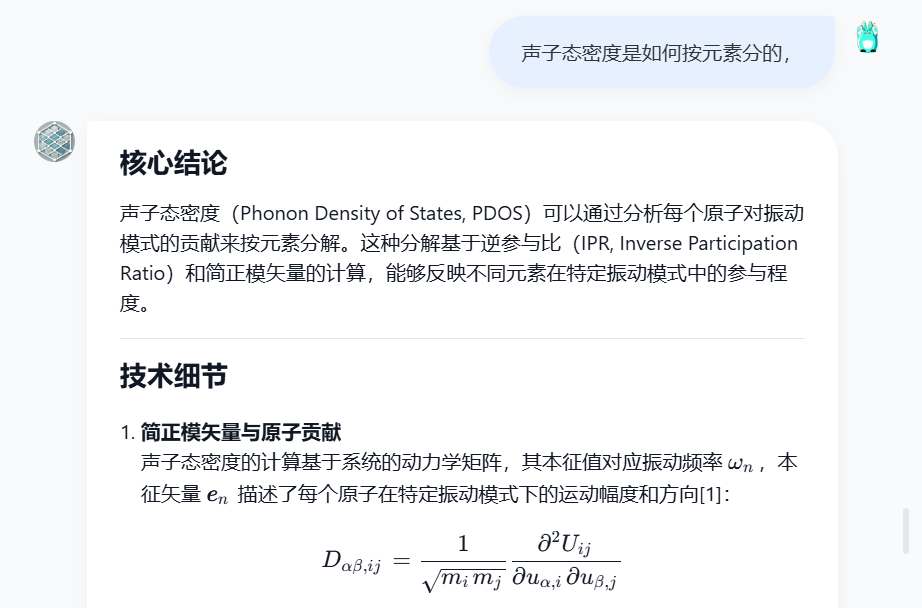 声子态密度是如何按元素分的，
核心结论
声子态密度（Phonon Density of States, PDOS）可以通过分析每个原子对振动
模式的贡献来按元素分解。这种分解基于逆参与比（IPR, Inverse Participation
Ratio）和简正模矢量的计算，能够反映不同元素在特定振动模式中的参与程
度。
技术细节
1. 简正模矢量与原子贡献
声子态密度的计算基于系统的动力学矩阵，其本征值对应振动频率 ωₙ ，本
征矢量 eₙ 描述了每个原子在特定振动模式下的运动幅度和方向[1]：
$D_{\alpha\beta,ij} = \frac{1}{\sqrt{m_i m_j}} \frac{\partial^2 U_{ij}}{\partial u_{\alpha,i} \partial u_{\beta,j}}$